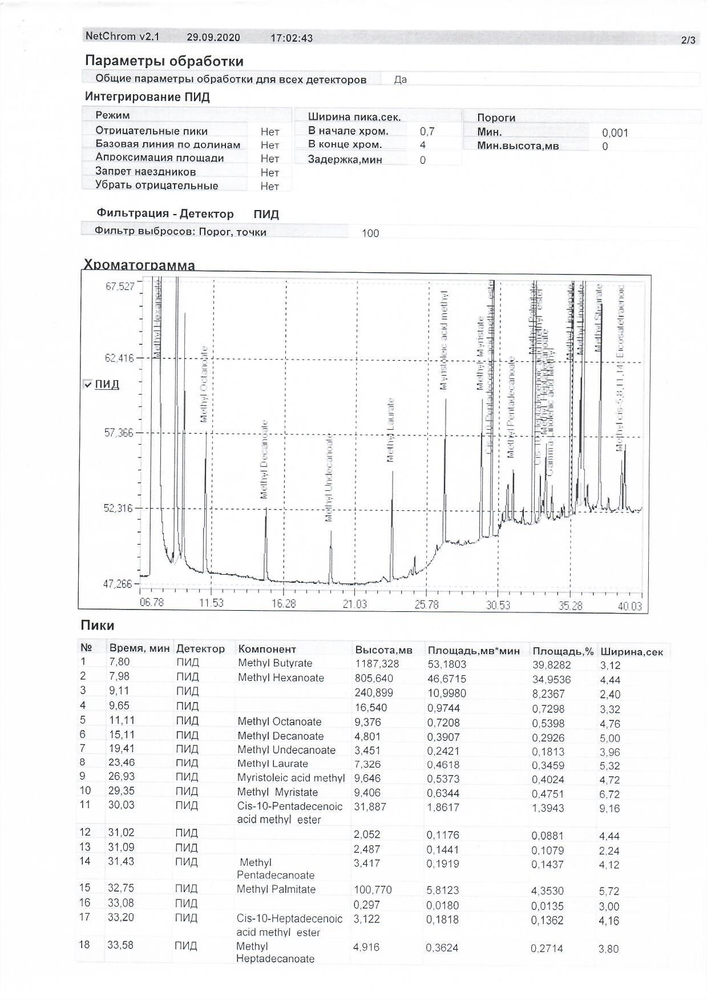 NetChrom v2.1 29.09.2020 17:02:43
2/3
Параметры обработки
Общие параметры обработки для всех детекторов Да
Интегрирование ПИД
Режим Ширина пика,сек. Пороги
Отрицательные пики Нет В начале хром. 0,7 Мин. 0,001
Базовая линия по долинам Нет В конце хром. 4 Мин.высота,мв 0
Апроксимация площади Нет Задержка,мин 0
Запрет наездников Нет
Убрать отрицательные Нет
Фильтрация - Детектор ПИД
Фильтр выбросов: Порог, точки 100
Хроматограмма
67,527
62,416
ПИД
57,366
52,316
47,266
06.78 11.53 16.28 21.03 25.78 30.53 35.28 40.03
Methyl Hexanoate
Methyl Octanoate
Methyl Decanoate
Methyl Undecanoate
Methyl Laurate
Myristoleic acid methyl
Methyl Myristate
Cis-10-Pentadecenoic acid methyl ester
Methyl Pentadecanoate
Methyl Palmitate
Cis-10-Heptadecenoic acid methyl ester
Methyl Heptadecanoate
Gamma-Linolenic acid Methyl
Methyl Linolenate
Methyl Linoleate
Methyl Stearate
Methyl cis-5,8,11,14- Eicosatetraenoic
Пики
№ Время, мин Детектор Компонент Высота,мв Площадь,мв*мин Площадь,% Ширина,сек
1 7,80 ПИД Methyl Butyrate 1187,328 53,1803 39,8282 3,12
2 7,98 ПИД Methyl Hexanoate 805,640 46,6715 34,9536 4,44
3 9,11 ПИД 240,899 10,9980 8,2367 2,40
4 9,65 ПИД 16,540 0,9744 0,7298 3,32
5 11,11 ПИД Methyl Octanoate 9,376 0,7208 0,5398 4,76
6 15,11 ПИД Methyl Decanoate 4,801 0,3907 0,2926 5,00
7 19,41 ПИД Methyl Undecanoate 3,451 0,2421 0,1813 3,96
8 23,46 ПИД Methyl Laurate 7,326 0,4618 0,3459 5,32
9 26,93 ПИД Myristoleic acid methyl 9,646 0,5373 0,4024 4,72
10 29,35 ПИД Methyl Myristate 9,406 0,6344 0,4751 6,72
11 30,03 ПИД Cis-10-Pentadecenoic 31,887 1,8617 1,3943 9,16
acid methyl ester
12 31,02 ПИД 2,052 0,1176 0,0881 4,44
13 31,09 ПИД 2,487 0,1441 0,1079 2,24
14 31,43 ПИД Methyl 3,417 0,1919 0,1437 4,12
Pentadecanoate
15 32,75 ПИД Methyl Palmitate 100,770 5,8123 4,3530 5,72
16 33,08 ПИД 0,297 0,0180 0,0135 3,00
17 33,20 ПИД Cis-10-Heptadecenoic 3,122 0,1818 0,1362 4,16
acid methyl ester
18 33,58 ПИД Methyl 4,916 0,3624 0,2714 3,80
Heptadecanoate